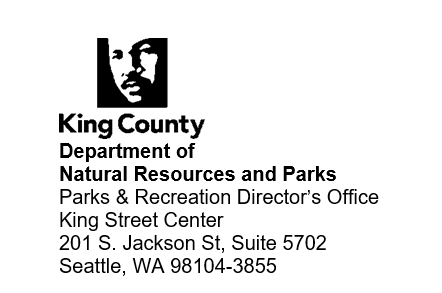 King County
Department of
Natural Resources and Parks
Parks & Recreation Director’s Office
King Street Center
201 S. Jackson St, Suite 5702
Seattle, WA 98104-3855